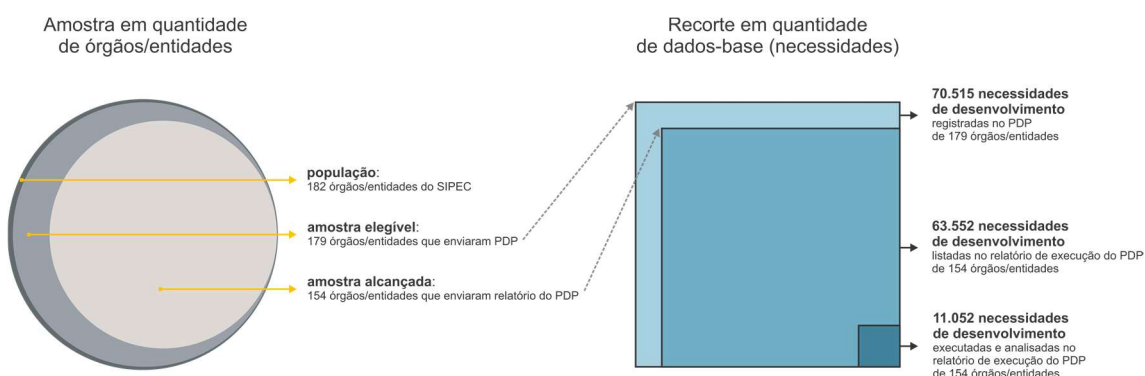 Amostra em quantidade
de órgãos/entidades
população:
182 órgãos/entidades do SIPEC
amostra elegível:
179 órgãos/entidades que enviaram PDP
amostra alcançada:
154 órgãos/entidades que enviaram relatório do PDP
Recorte em quantidade
de dados-base (necessidades)
70.515 necessidades
de desenvolvimento
registradas no PDP
de 179 órgãos/entidades
63.552 necessidades
de desenvolvimento
listadas no relatório de execução do PDP
de 154 órgãos/entidades
11.052 necessidades
de desenvolvimento
executadas e analisadas no
relatório de execução do PDP
de 154 órgãos/entidades